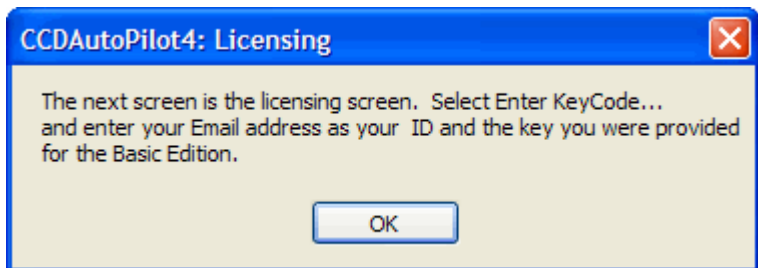 CCDAutoPilot4: Licensing
The next screen is the licensing screen.  Select Enter KeyCode...
and enter your Email address as your  ID and the key you were provided
for the Basic Edition.
OK